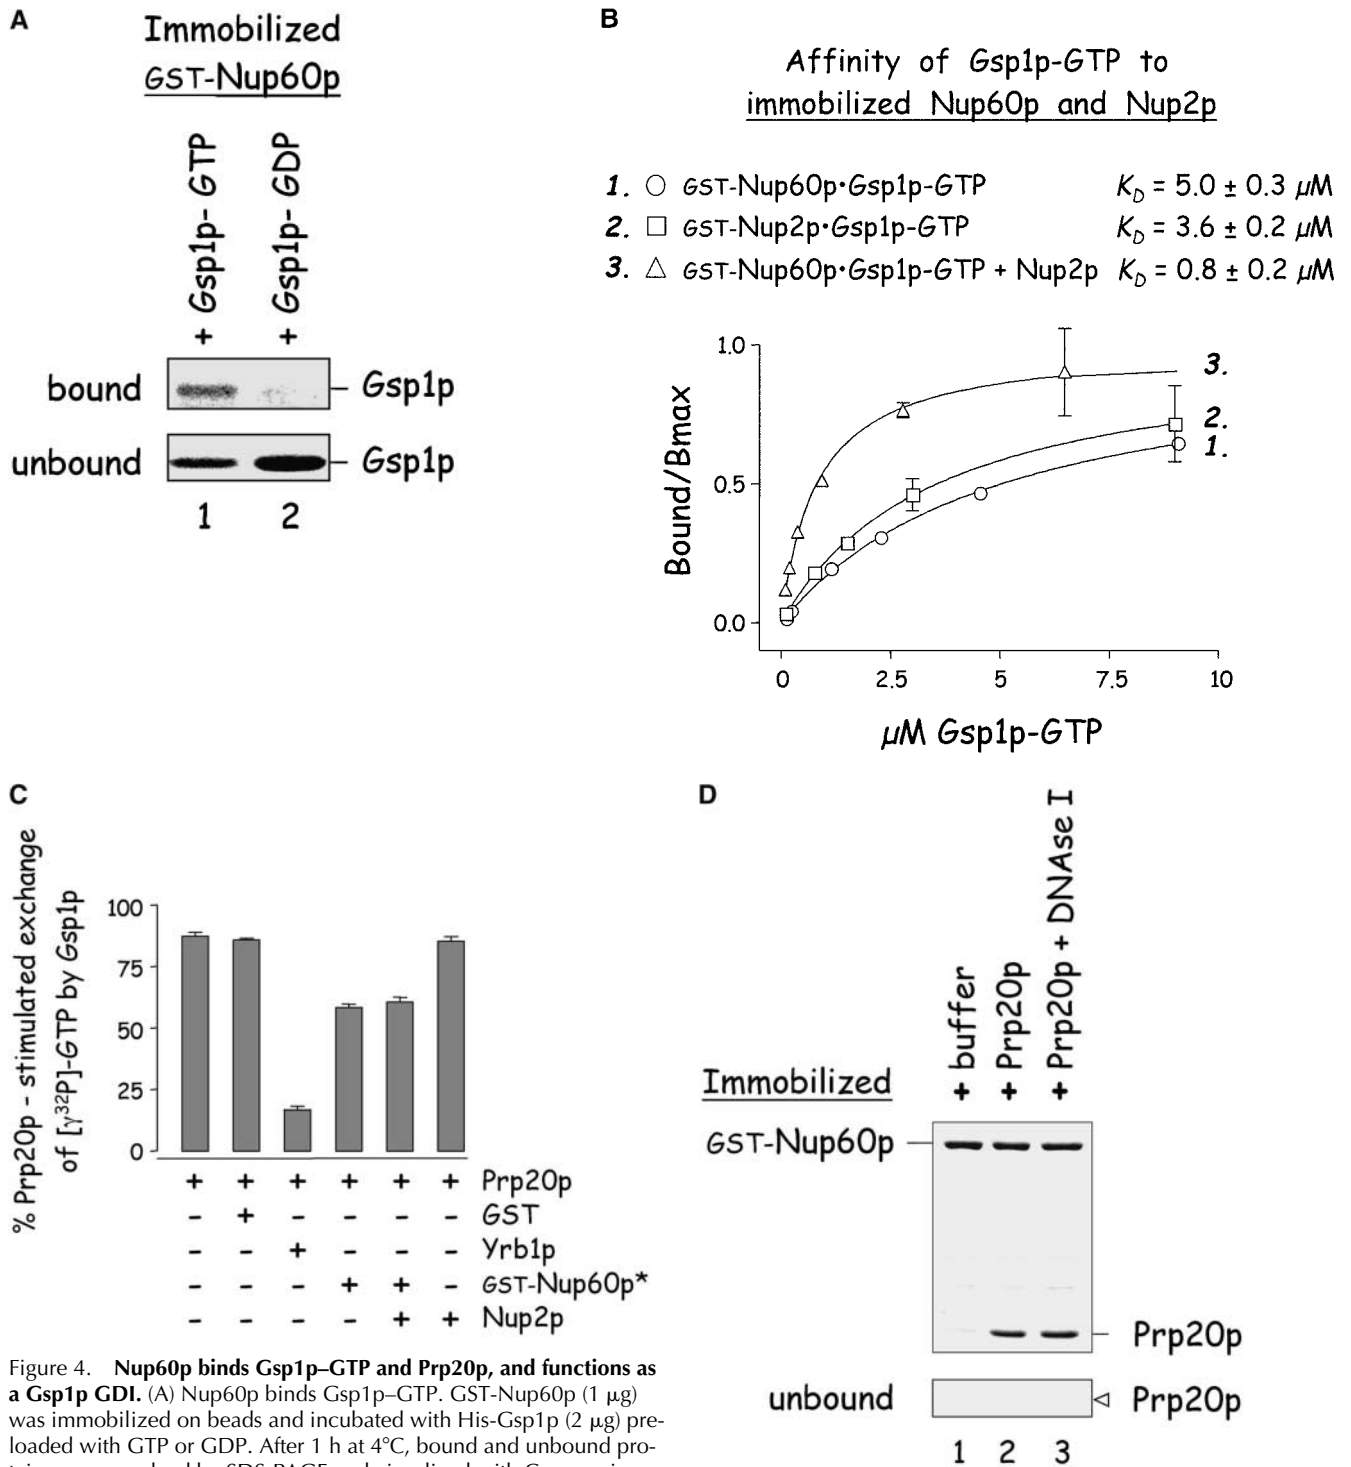 A
Immobilized
GST-Nup60p
+ Gsp1p- GTP
+ Gsp1p- GDP
bound
Gsp1p
unbound
Gsp1p
1 2
B
Affinity of Gsp1p-GTP to
immobilized Nup60p and Nup2p
1. ○ GST-Nup60p•Gsp1p-GTP K_D = 5.0 ± 0.3 μM
2. □ GST-Nup2p•Gsp1p-GTP K_D = 3.6 ± 0.2 μM
3. △ GST-Nup60p•Gsp1p-GTP + Nup2p K_D = 0.8 ± 0.2 μM
Bound/Bmax
1.0
0.5
0.0
3.
2.
1.
0 2.5 5 7.5 10
μM Gsp1p-GTP
C
% Prp20p - stimulated exchange
of [γ³²P]-GTP by Gsp1p
100
75
50
25
0
+ + + + + + Prp20p
- + - - - - GST
- - + - - - Yrb1p
- - - + + - GST-Nup60p*
- - - - + + Nup2p
D
+ buffer
+ Prp20p
+ Prp20p + DNAse I
Immobilized
GST-Nup60p
Prp20p
unbound
Prp20p
1 2 3
Figure 4. Nup60p binds Gsp1p–GTP and Prp20p, and functions as
a Gsp1p GDI. (A) Nup60p binds Gsp1p–GTP. GST-Nup60p (1 μg)
was immobilized on beads and incubated with His-Gsp1p (2 μg) pre-
loaded with GTP or GDP. After 1 h at 4°C, bound and unbound pro-